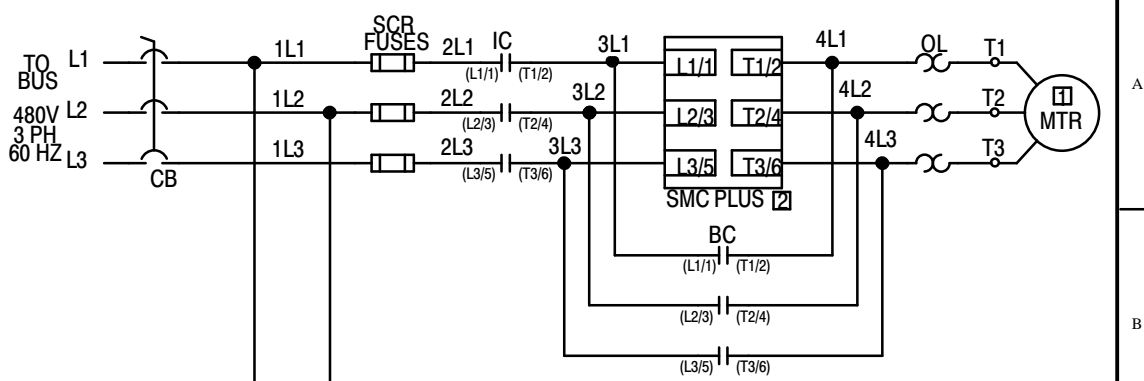 TO
BUS
480V
3 PH
60 HZ
L1
L2
L3
CB
1L1
1L2
1L3
SCR
FUSES
2L1
2L2
2L3
IC
(L1/1) (T1/2)
(L2/3) (T2/4)
(L3/5) (T3/6)
3L1
3L2
3L3
L1/1 T1/2
L2/3 T2/4
L3/5 T3/6
SMC PLUS 2
BC
(L1/1) (T1/2)
(L2/3) (T2/4)
(L3/5) (T3/6)
4L1
4L2
4L3
OL
T1
T2
T3
1
MTR
A
B